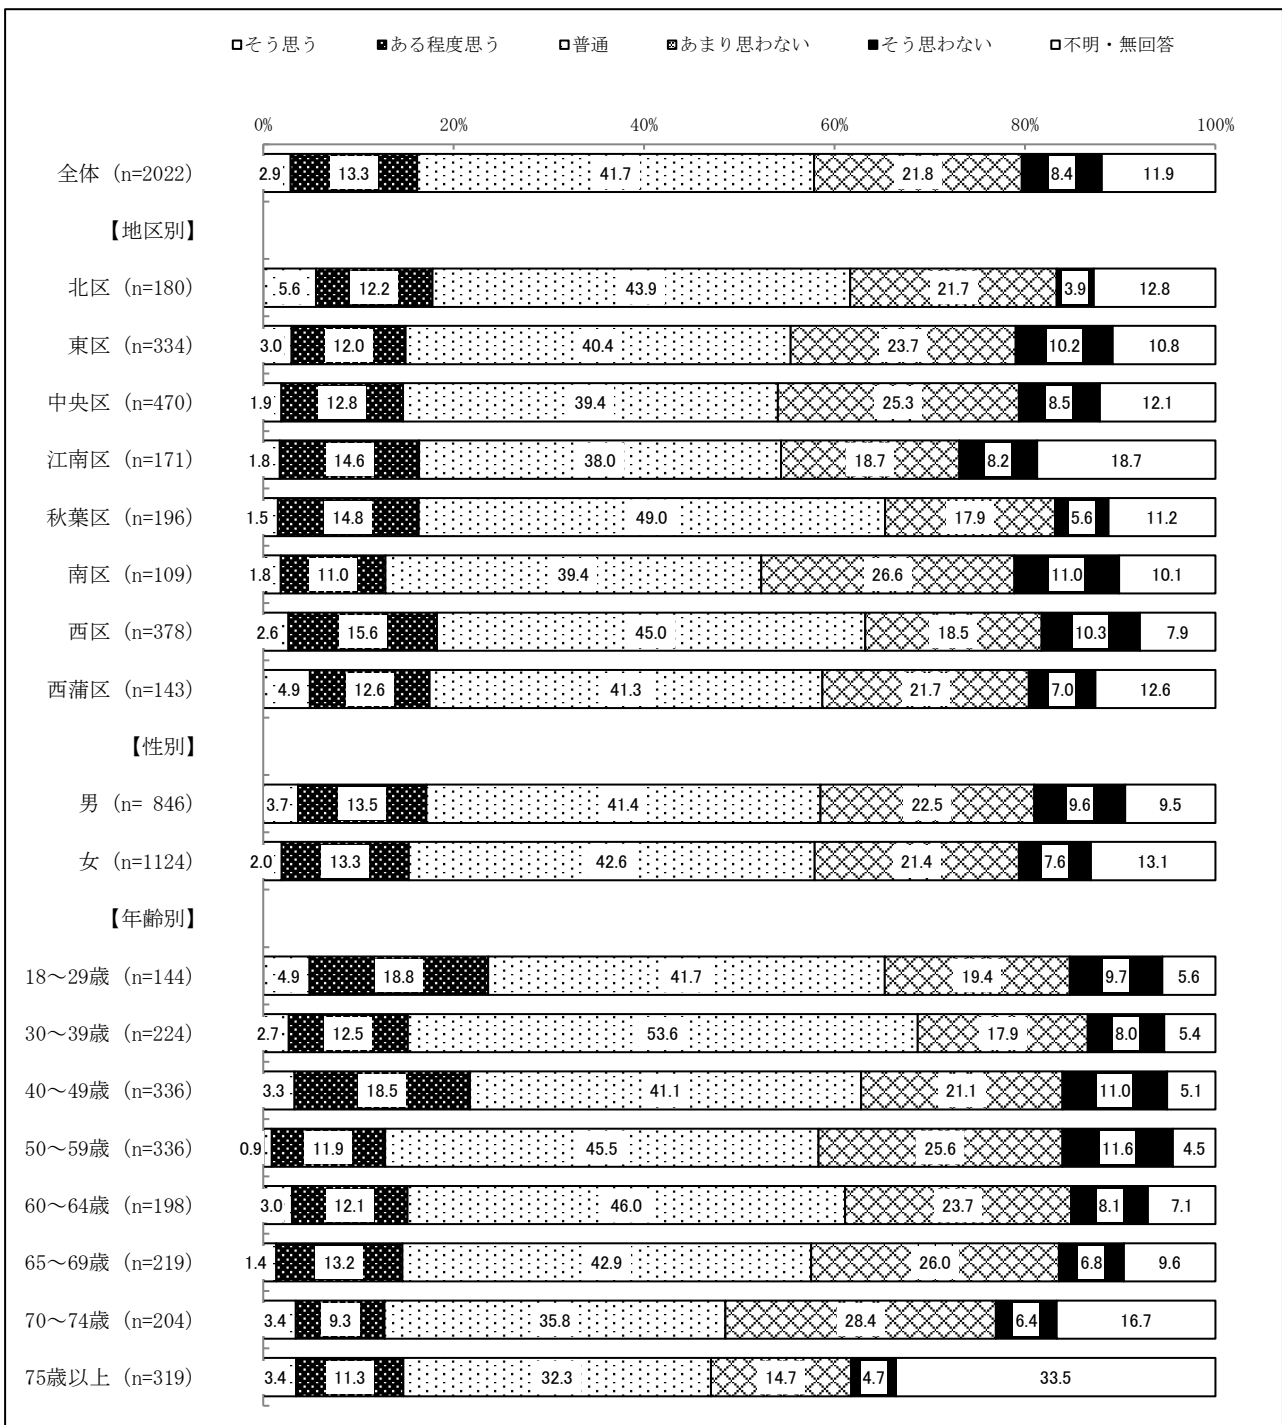 □そう思う ■ある程度思う □普通 ■あまり思わない ■そう思わない □不明・無回答
0% 20% 40% 60% 80% 100%
全体 (n=2022) 2.9 13.3 41.7 21.8 8.4 11.9
【地区別】
北区 (n=180) 5.6 12.2 43.9 21.7 3.9 12.8
東区 (n=334) 3.0 12.0 40.4 23.7 10.2 10.8
中央区 (n=470) 1.9 12.8 39.4 25.3 8.5 12.1
江南区 (n=171) 1.8 14.6 38.0 18.7 8.2 18.7
秋葉区 (n=196) 1.5 14.8 49.0 17.9 5.6 11.2
南区 (n=109) 1.8 11.0 39.4 26.6 11.0 10.1
西区 (n=378) 2.6 15.6 45.0 18.5 10.3 7.9
西蒲区 (n=143) 4.9 12.6 41.3 21.7 7.0 12.6
【性別】
男 (n= 846) 3.7 13.5 41.4 22.5 9.6 9.5
女 (n=1124) 2.0 13.3 42.6 21.4 7.6 13.1
【年齢別】
18～29歳 (n=144) 4.9 18.8 41.7 19.4 9.7 5.6
30～39歳 (n=224) 2.7 12.5 53.6 17.9 8.0 5.4
40～49歳 (n=336) 3.3 18.5 41.1 21.1 11.0 5.1
50～59歳 (n=336) 0.9 11.9 45.5 25.6 11.6 4.5
60～64歳 (n=198) 3.0 12.1 46.0 23.7 8.1 7.1
65～69歳 (n=219) 1.4 13.2 42.9 26.0 6.8 9.6
70～74歳 (n=204) 3.4 9.3 35.8 28.4 6.4 16.7
75歳以上 (n=319) 3.4 11.3 32.3 14.7 4.7 33.5